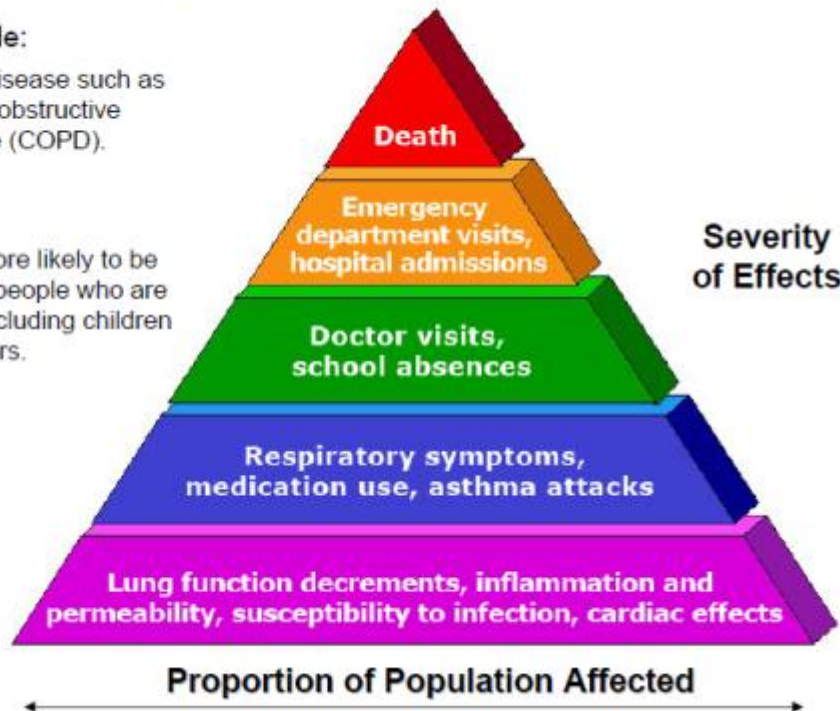 isease such as
obstructive
(COPD).
ore likely to be
people who are
cluding children
Death
Emergency
department visits,
hospital admissions
Doctor visits,
school absences
Respiratory symptoms,
medication use, asthma attacks
Lung function decrements, inflammation and
permeability, susceptibility to infection, cardiac effects
Severity
of Effects
Proportion of Population Affected